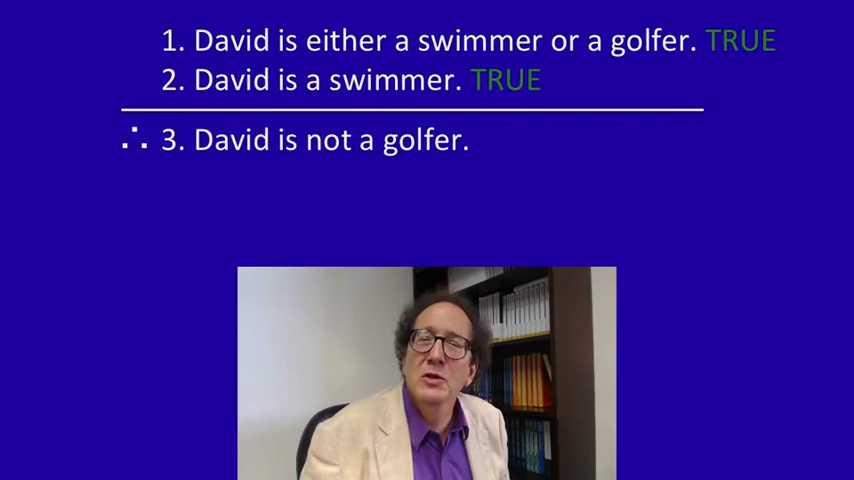 1. David is either a swimmer or a golfer. TRUE
2. David is a swimmer. TRUE
∴ 3. David is not a golfer.